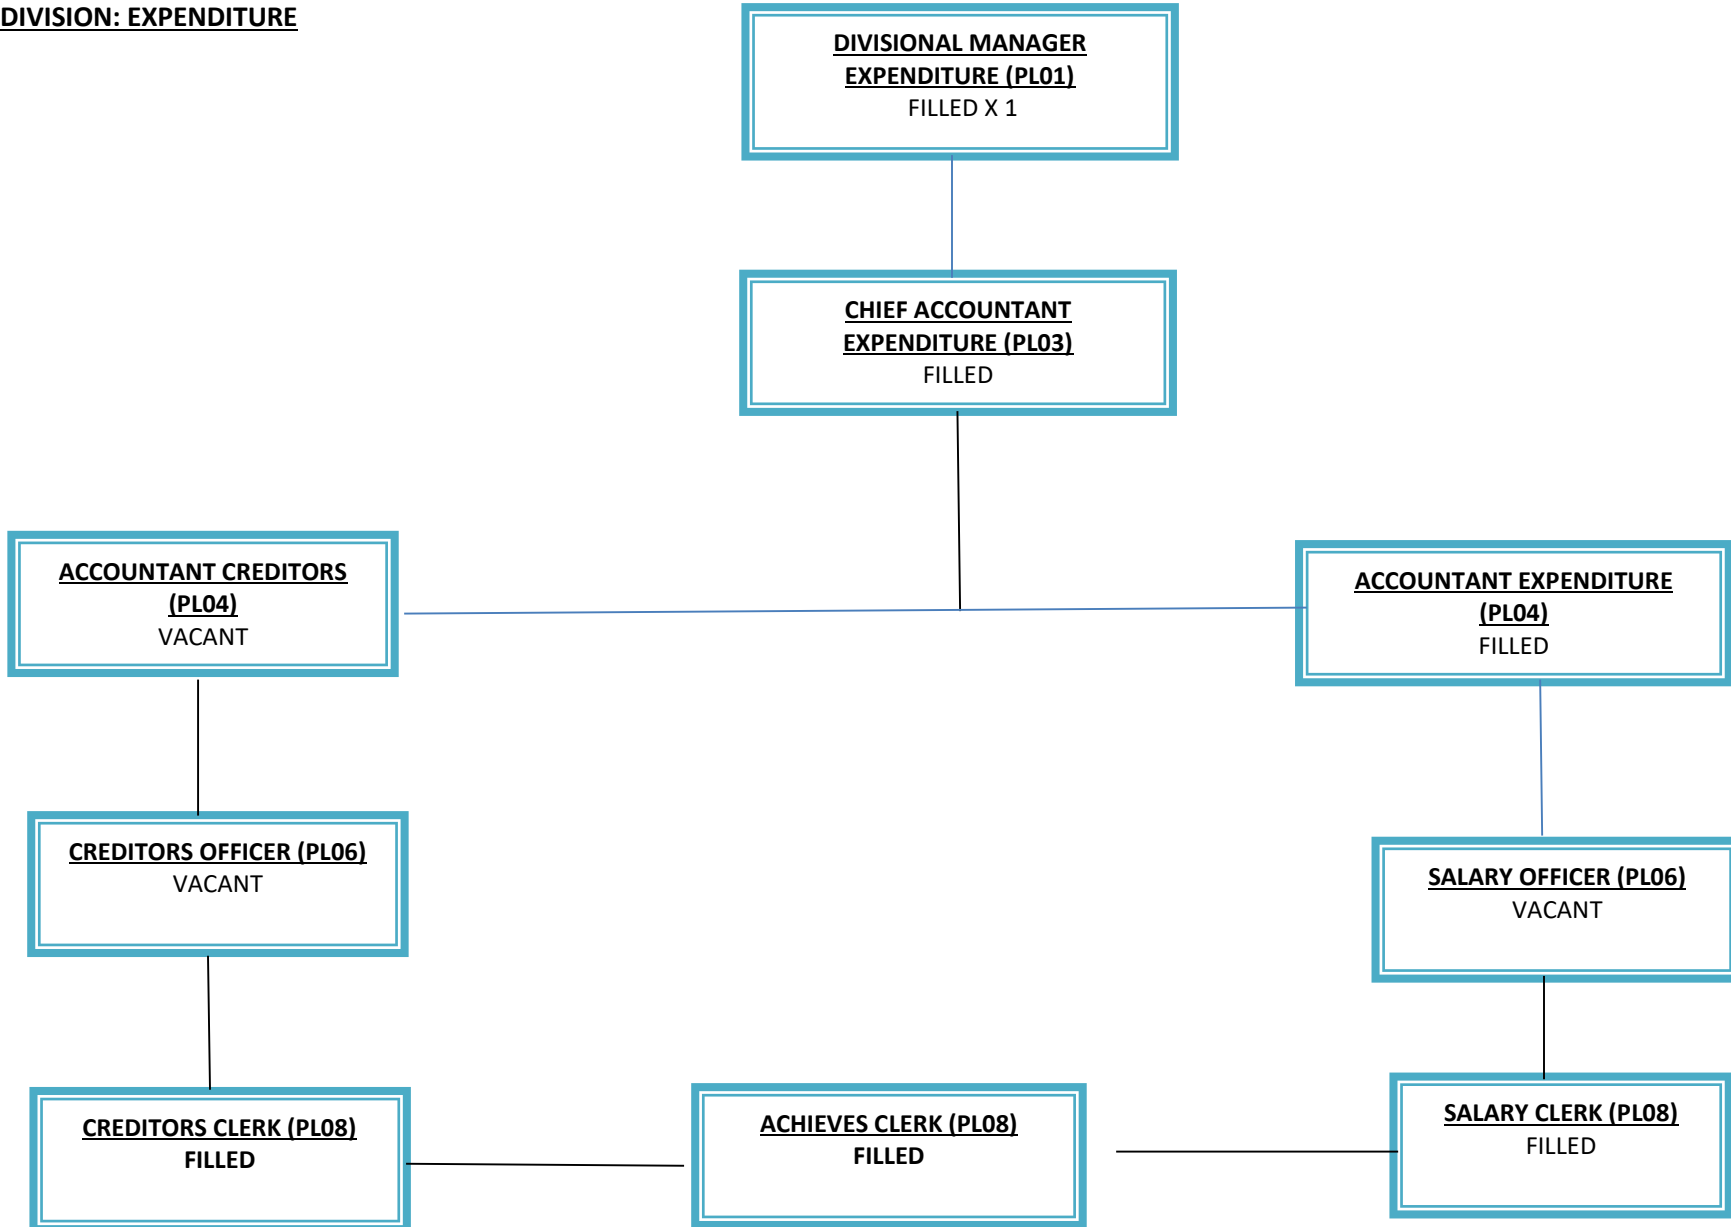 DIVISION: EXPENDITURE
DIVISIONAL MANAGER
EXPENDITURE (PL01)
FILLED X 1
CHIEF ACCOUNTANT
EXPENDITURE (PL03)
FILLED
ACCOUNTANT CREDITORS
(PL04)
VACANT
ACCOUNTANT EXPENDITURE
(PL04)
FILLED
CREDITORS OFFICER (PL06)
VACANT
SALARY OFFICER (PL06)
VACANT
CREDITORS CLERK (PL08)
FILLED
ACHIEVES CLERK (PL08)
FILLED
SALARY CLERK (PL08)
FILLED